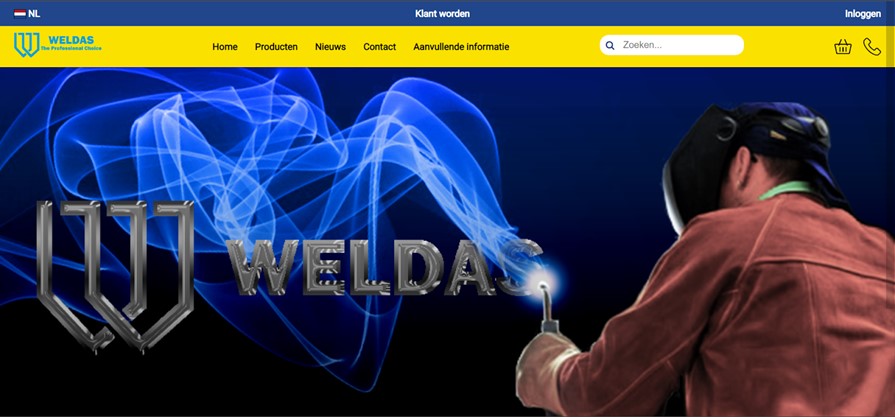 NL Klant worden Inloggen
WELDAS
The Professional Choice
Home Producten Nieuws Contact Aanvullende informatie Zoeken...
WELDAS